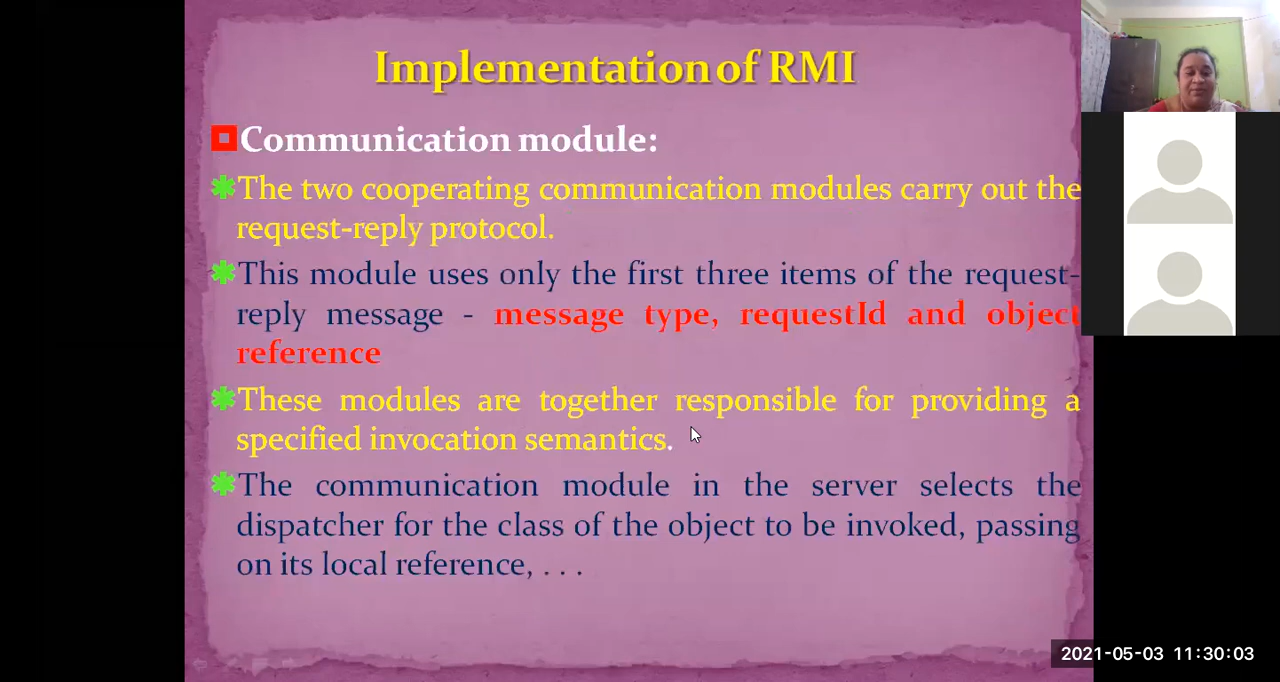 Implementation of RMI
Communication module:
The two cooperating communication modules carry out the
request-reply protocol.
This module uses only the first three items of the request-
reply message - message type, requestId and object
reference
These modules are together responsible for providing a
specified invocation semantics.
The communication module in the server selects the
dispatcher for the class of the object to be invoked, passing
on its local reference, . . .
2021-05-03 11:30:03